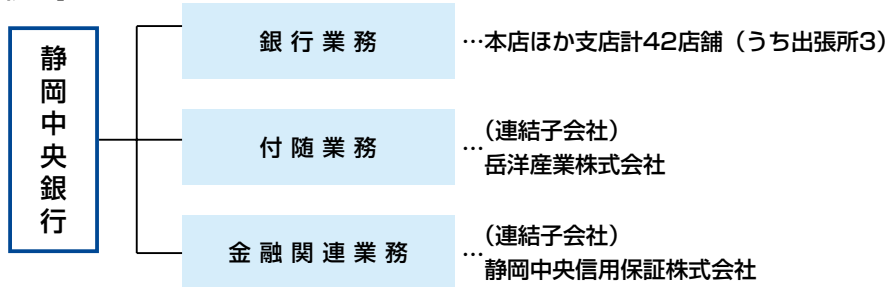 静岡中央銀行
銀行業務 …本店ほか支店計42店舗（うち出張所3）
付随業務 …（連結子会社）
岳洋産業株式会社
金融関連業務 …（連結子会社）
静岡中央信用保証株式会社